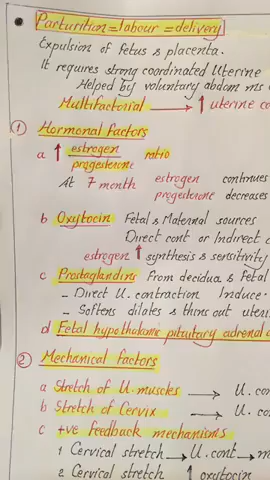 Parturition = labour = delivery
Expulsion of fetus & placenta.
It requires strong coordinated Uterine
Helped by voluntary abdom ms
Multifactorial → ↑ uterine co
① Hormonal factors
a ↑ estrogen ratio
progesterone
At 7 month estrogen continues
progesterone decreases
b Oxytocin Fetal & Maternal sources
Direct cont or Indirect
estrogen ↑ synthesis & sensitivity
c Prostaglandins From decidua & fetal
- Direct U. contraction Induce.
- Softens dilates & thins out uteri
d Fetal hypothalamic pituitary adrenal
② Mechanical factors
a Stretch of U. muscles → U. con
b Stretch of Cervix → U. co
c +ve feedback mechanisms
1 Cervical stretch → U. cont → m
2 Cervical stretch ↑ oxytocin